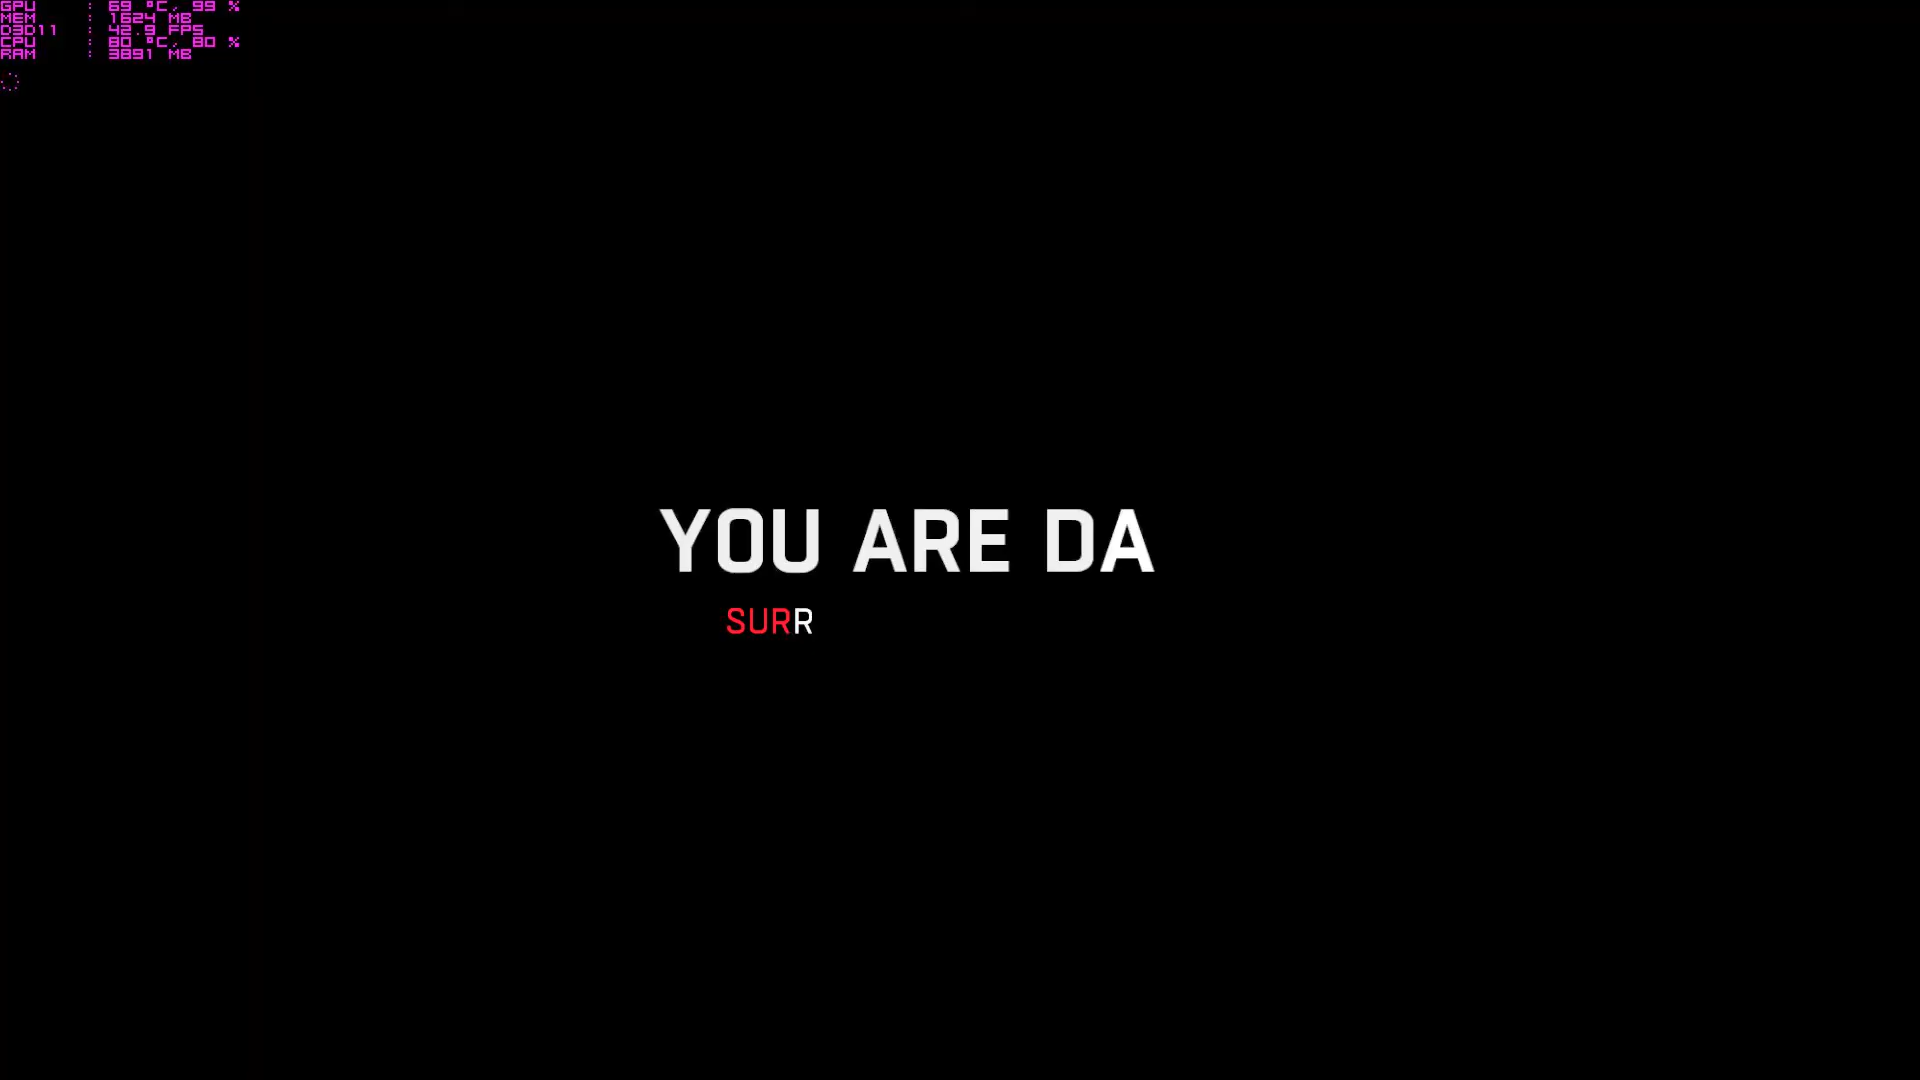 GPU : 69 °C, 99 %
MEM : 1624 MB
D3D11 : 42.9 FPS
CPU : 80 °C, 80 %
RAM : 3891 MB
YOU ARE DA
SURR